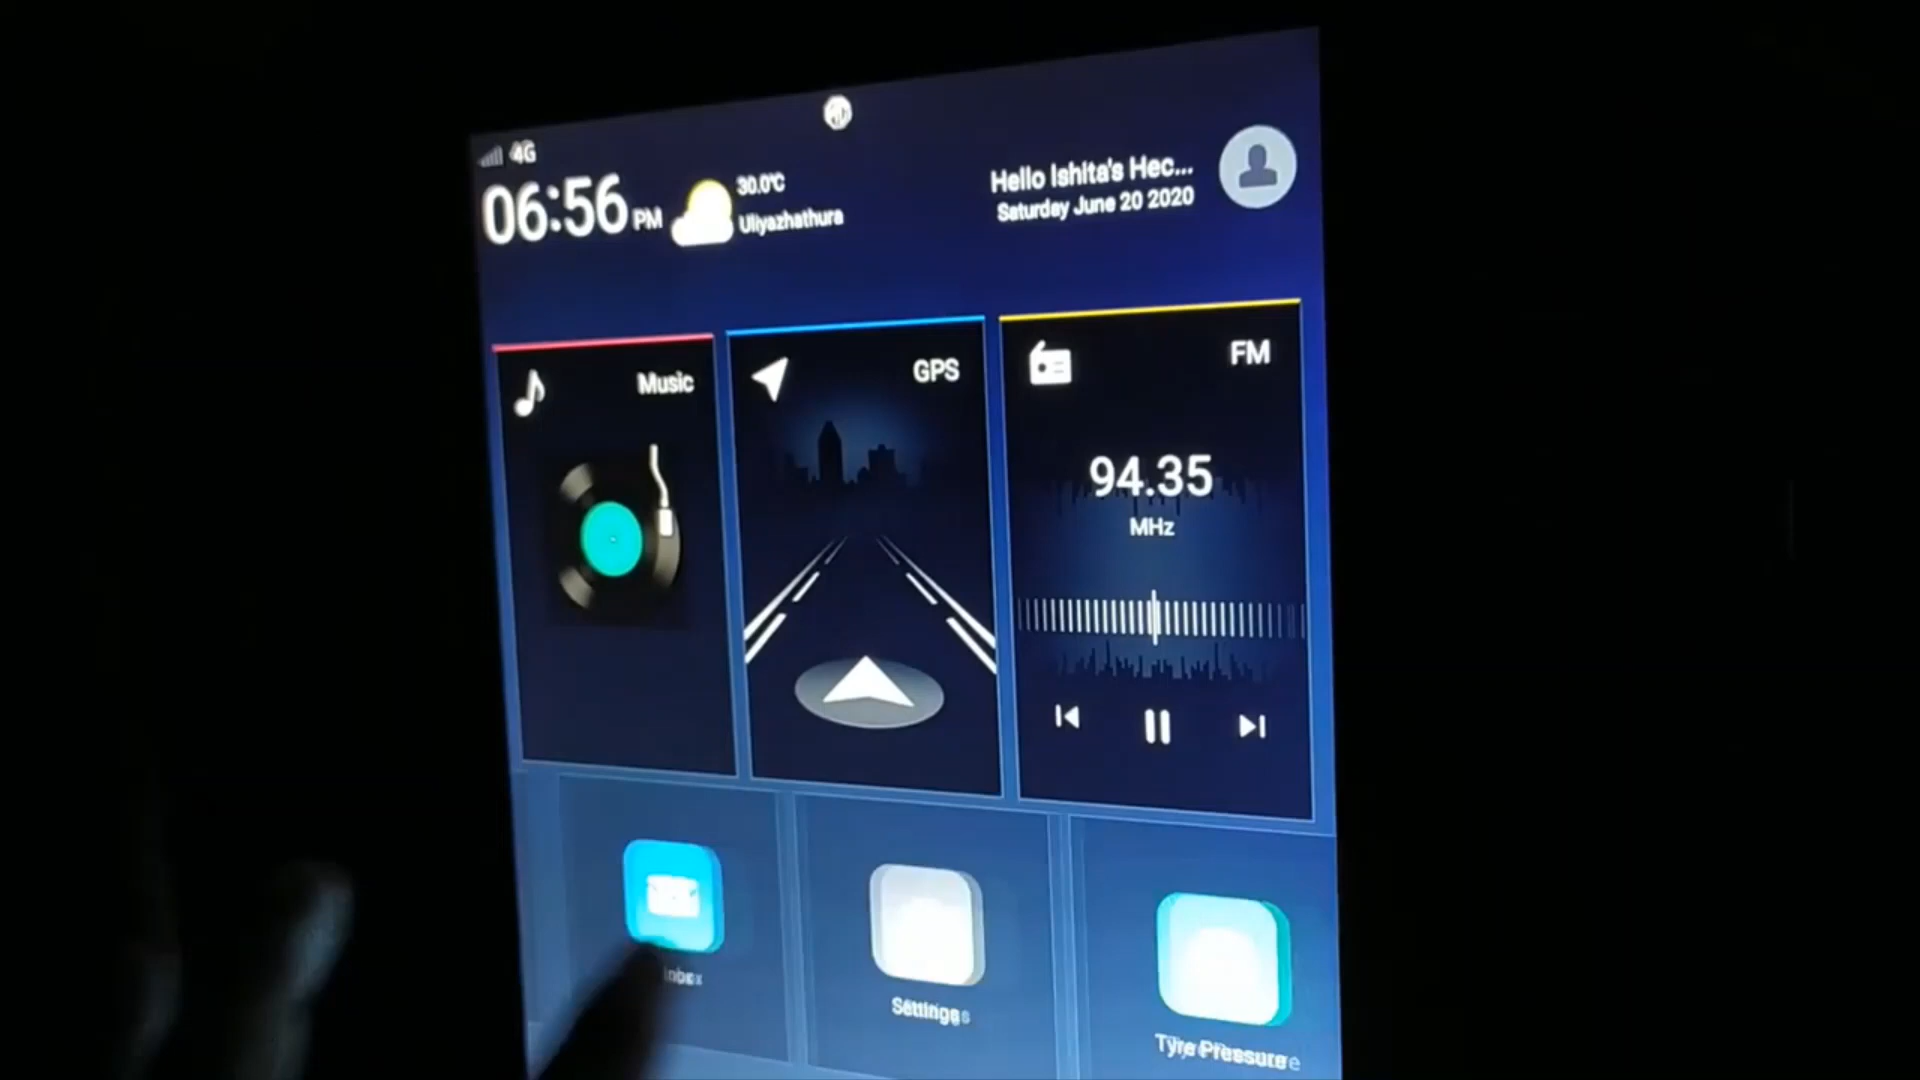 4G
06:56 PM
30.0°C
Uliyazhathura
Hello Ishita's Hec...
Saturday June 20 2020
Music
GPS
FM
94.35
MHz
Inbox
Settings
Tyre Pressure